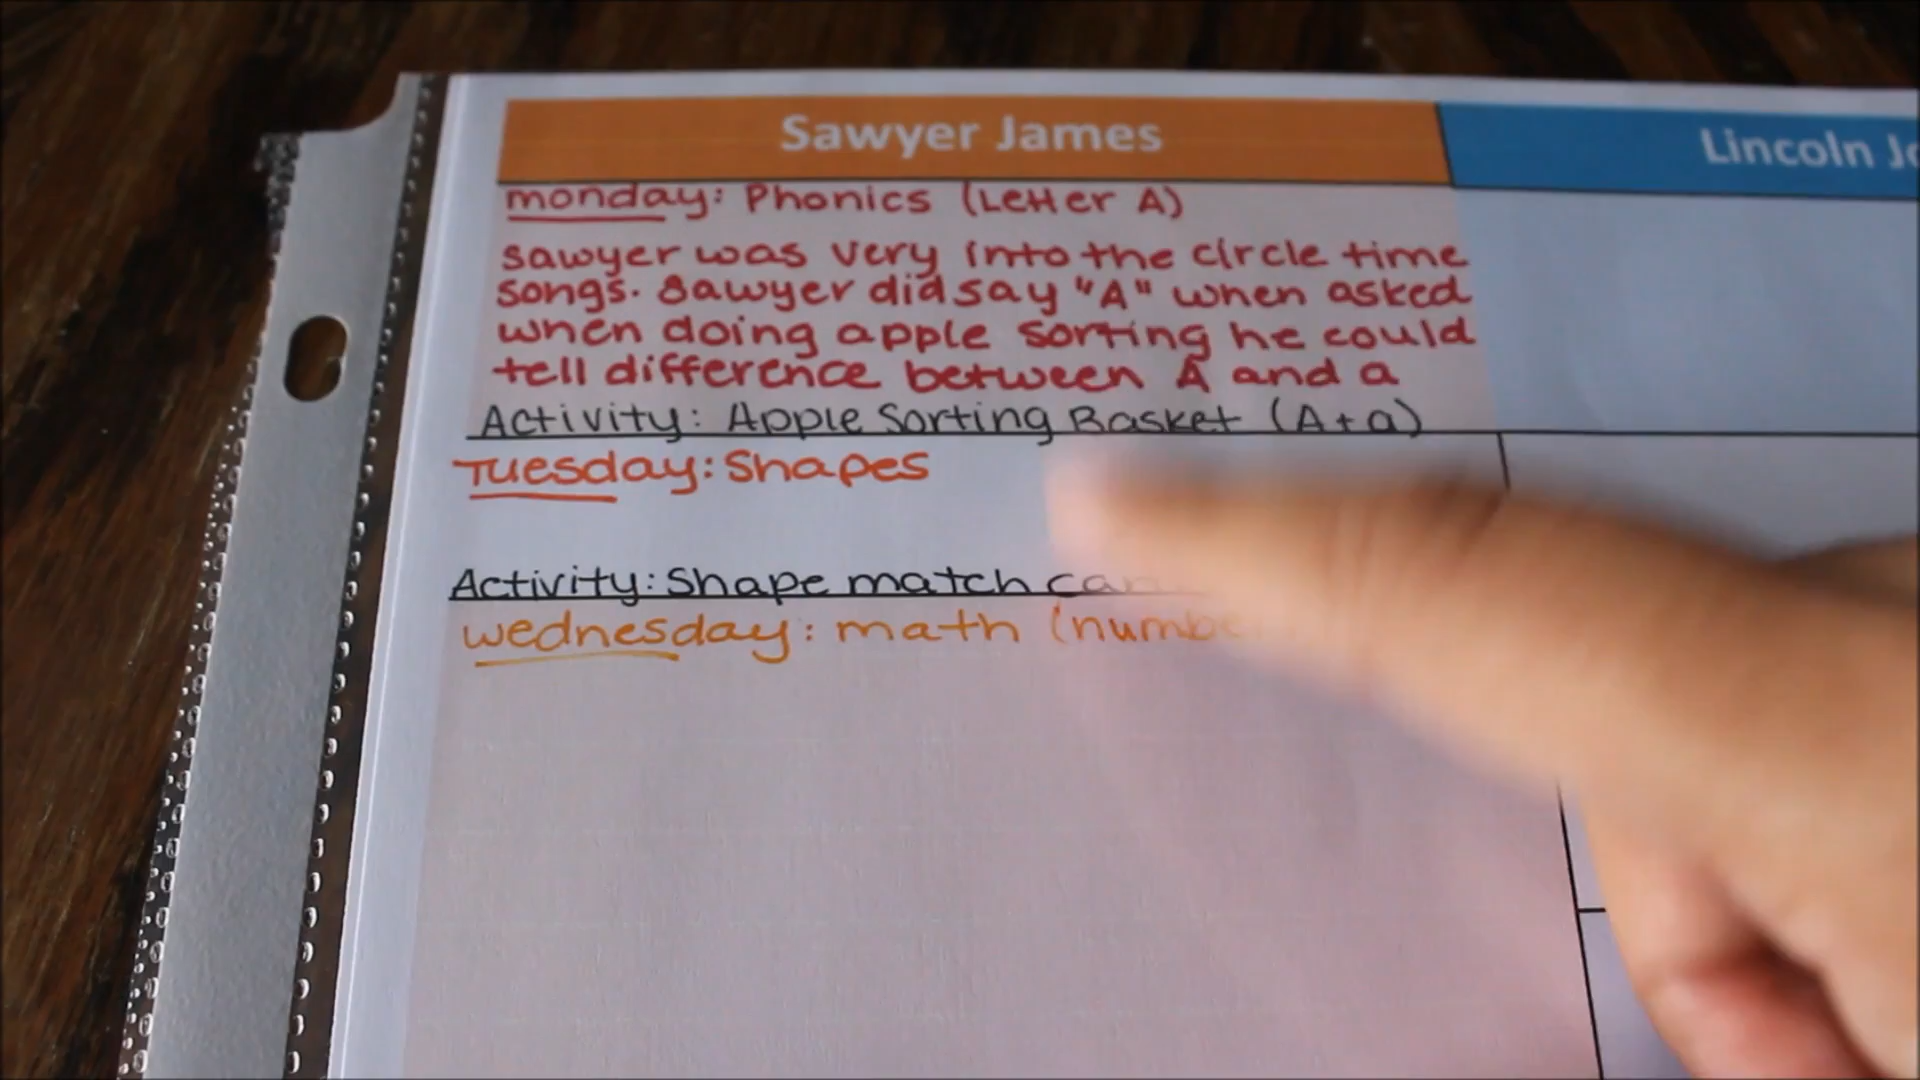 Sawyer James
Lincoln
monday: Phonics (Letter A)
Sawyer was very into the circle time
songs. Sawyer did say "A" when asked
when doing apple sorting he could
tell difference between A and a
Activity: Apple Sorting Basket (A+a)
Tuesday: Shapes
Activity: Shape match
wednesday: math